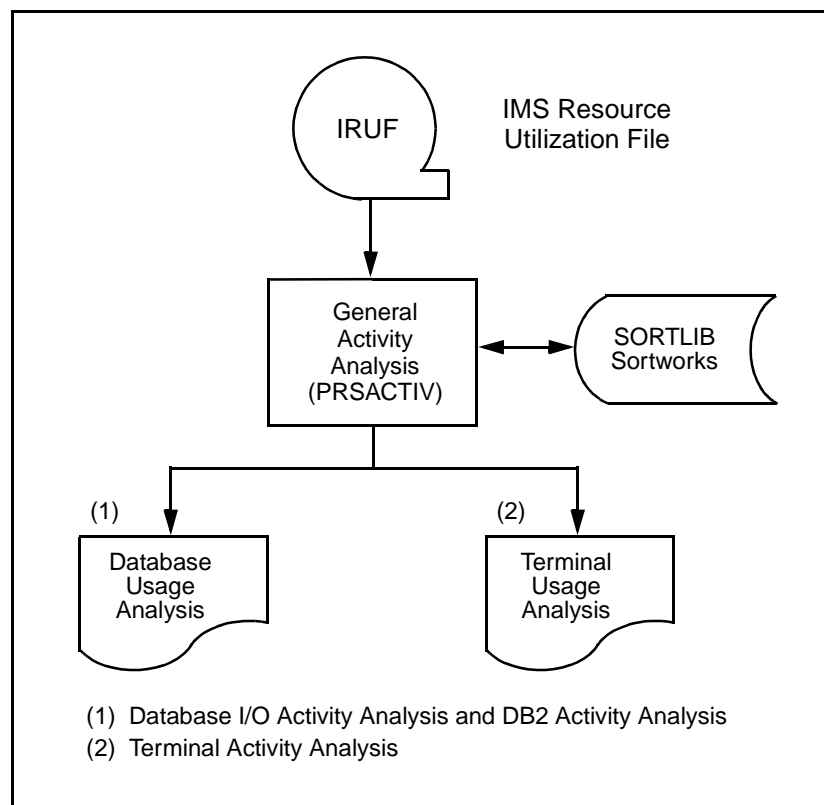 IRUF
IMS Resource
Utilization File
General
Activity
Analysis
(PRSACTIV)
SORTLIB
Sortworks
(1)
(2)
Database
Usage
Analysis
Terminal
Usage
Analysis
(1) Database I/O Activity Analysis and DB2 Activity Analysis
(2) Terminal Activity Analysis